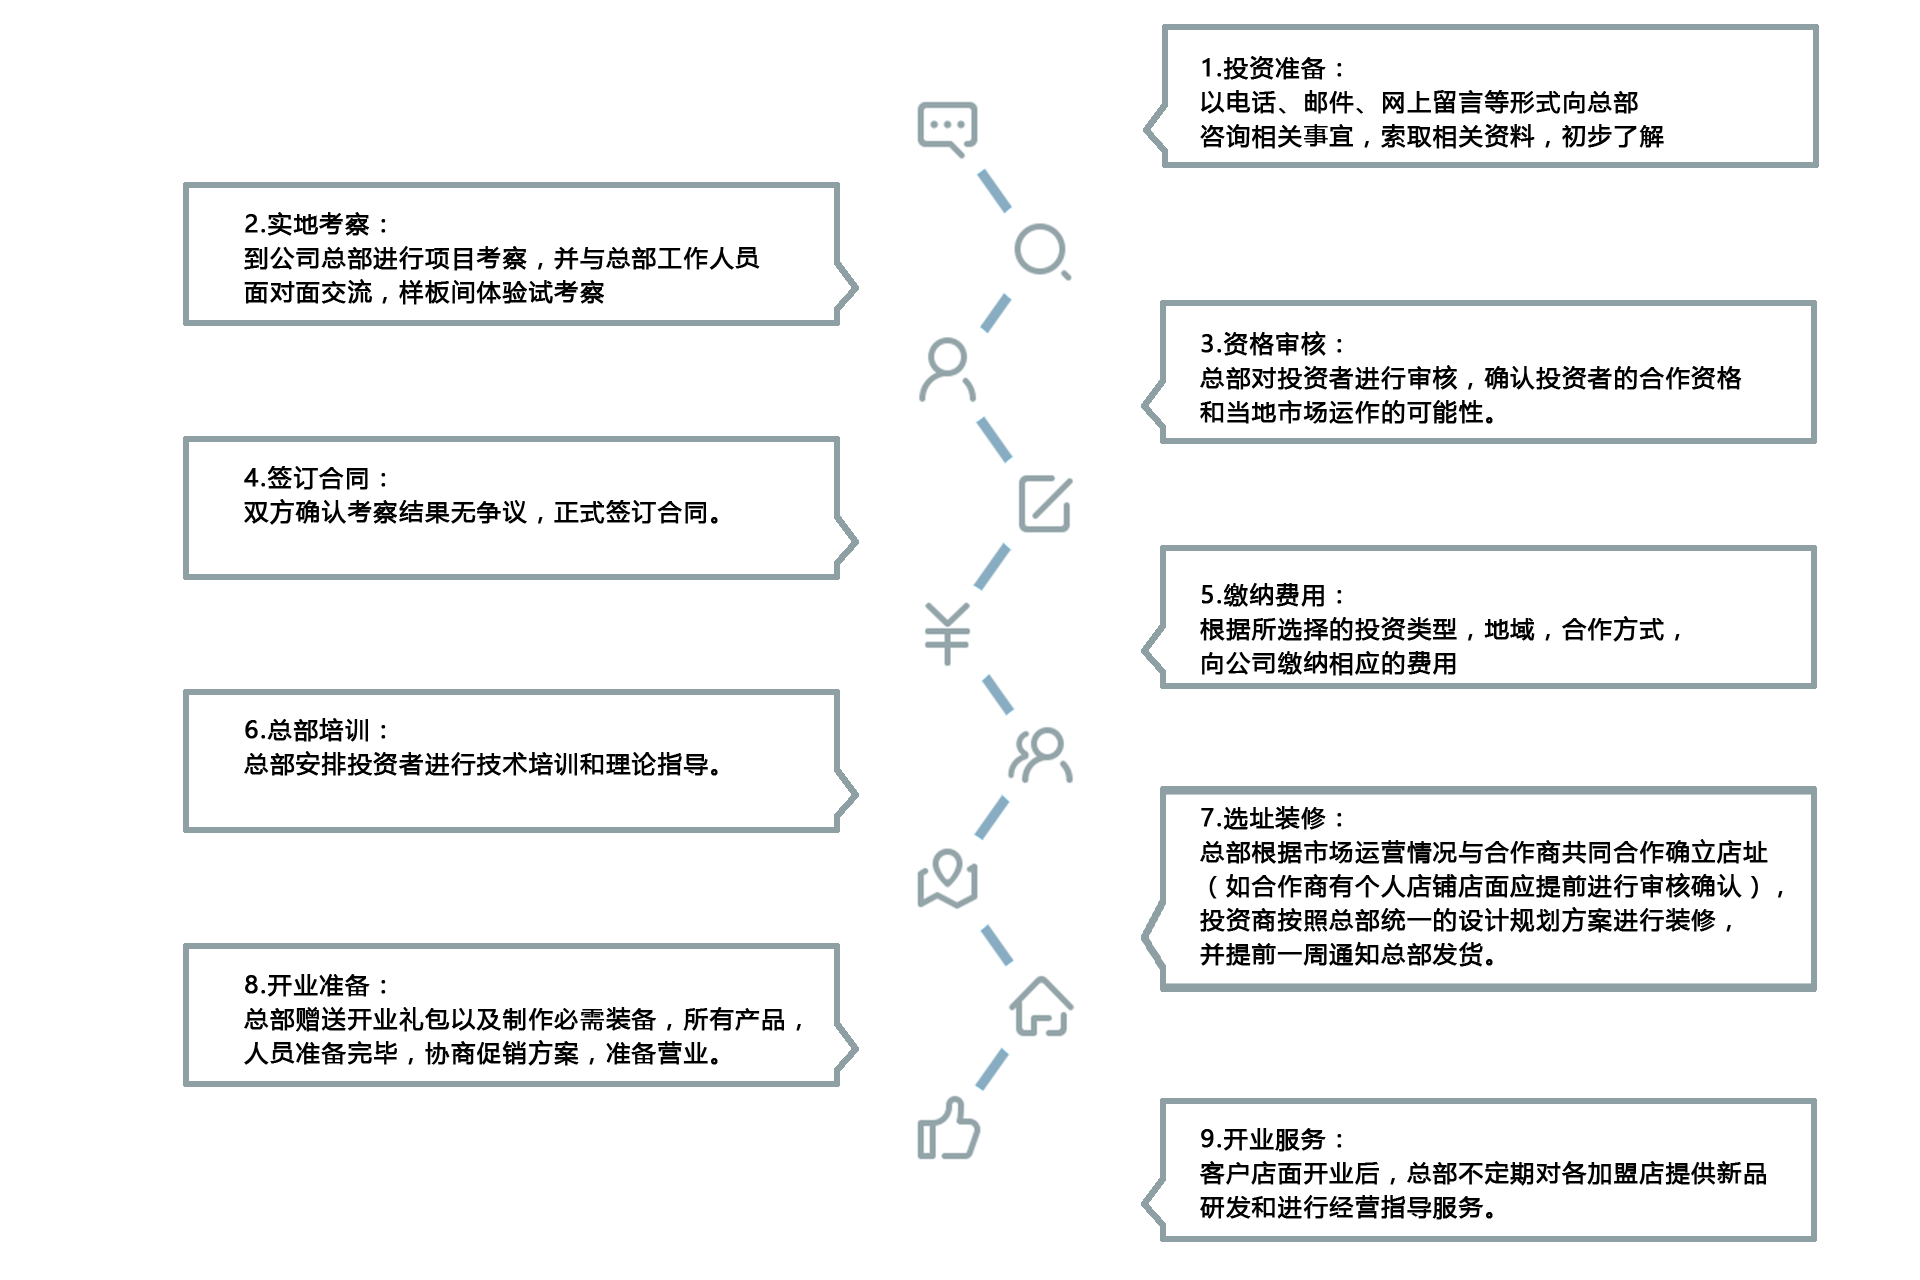 1.投资准备：
以电话、邮件、网上留言等形式向总部
咨询相关事宜，索取相关资料，初步了解
2.实地考察：
到公司总部进行项目考察，并与总部工作人员
面对面交流，样板间体验试考察
3.资格审核：
总部对投资者进行审核，确认投资者的合作资格
和当地市场运作的可能性。
4.签订合同：
双方确认考察结果无争议，正式签订合同。
5.缴纳费用：
根据所选择的投资类型，地域，合作方式，
向公司缴纳相应的费用
6.总部培训：
总部安排投资者进行技术培训和理论指导。
7.选址装修：
总部根据市场运营情况与合作商共同合作确立店址
（如合作商有个人店铺店面应提前进行审核确认），
投资商按照总部统一的设计规划方案进行装修，
并提前一周通知总部发货。
8.开业准备：
总部赠送开业礼包以及制作必需装备，所有产品，
人员准备完毕，协商促销方案，准备营业。
9.开业服务：
客户店面开业后，总部不定期对各加盟店提供新品
研发和进行经营指导服务。